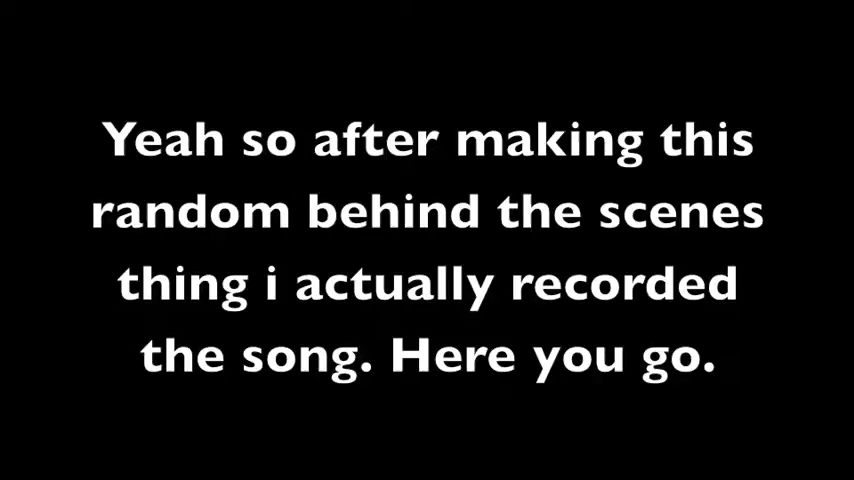 Yeah so after making this
random behind the scenes
thing i actually recorded
the song. Here you go.